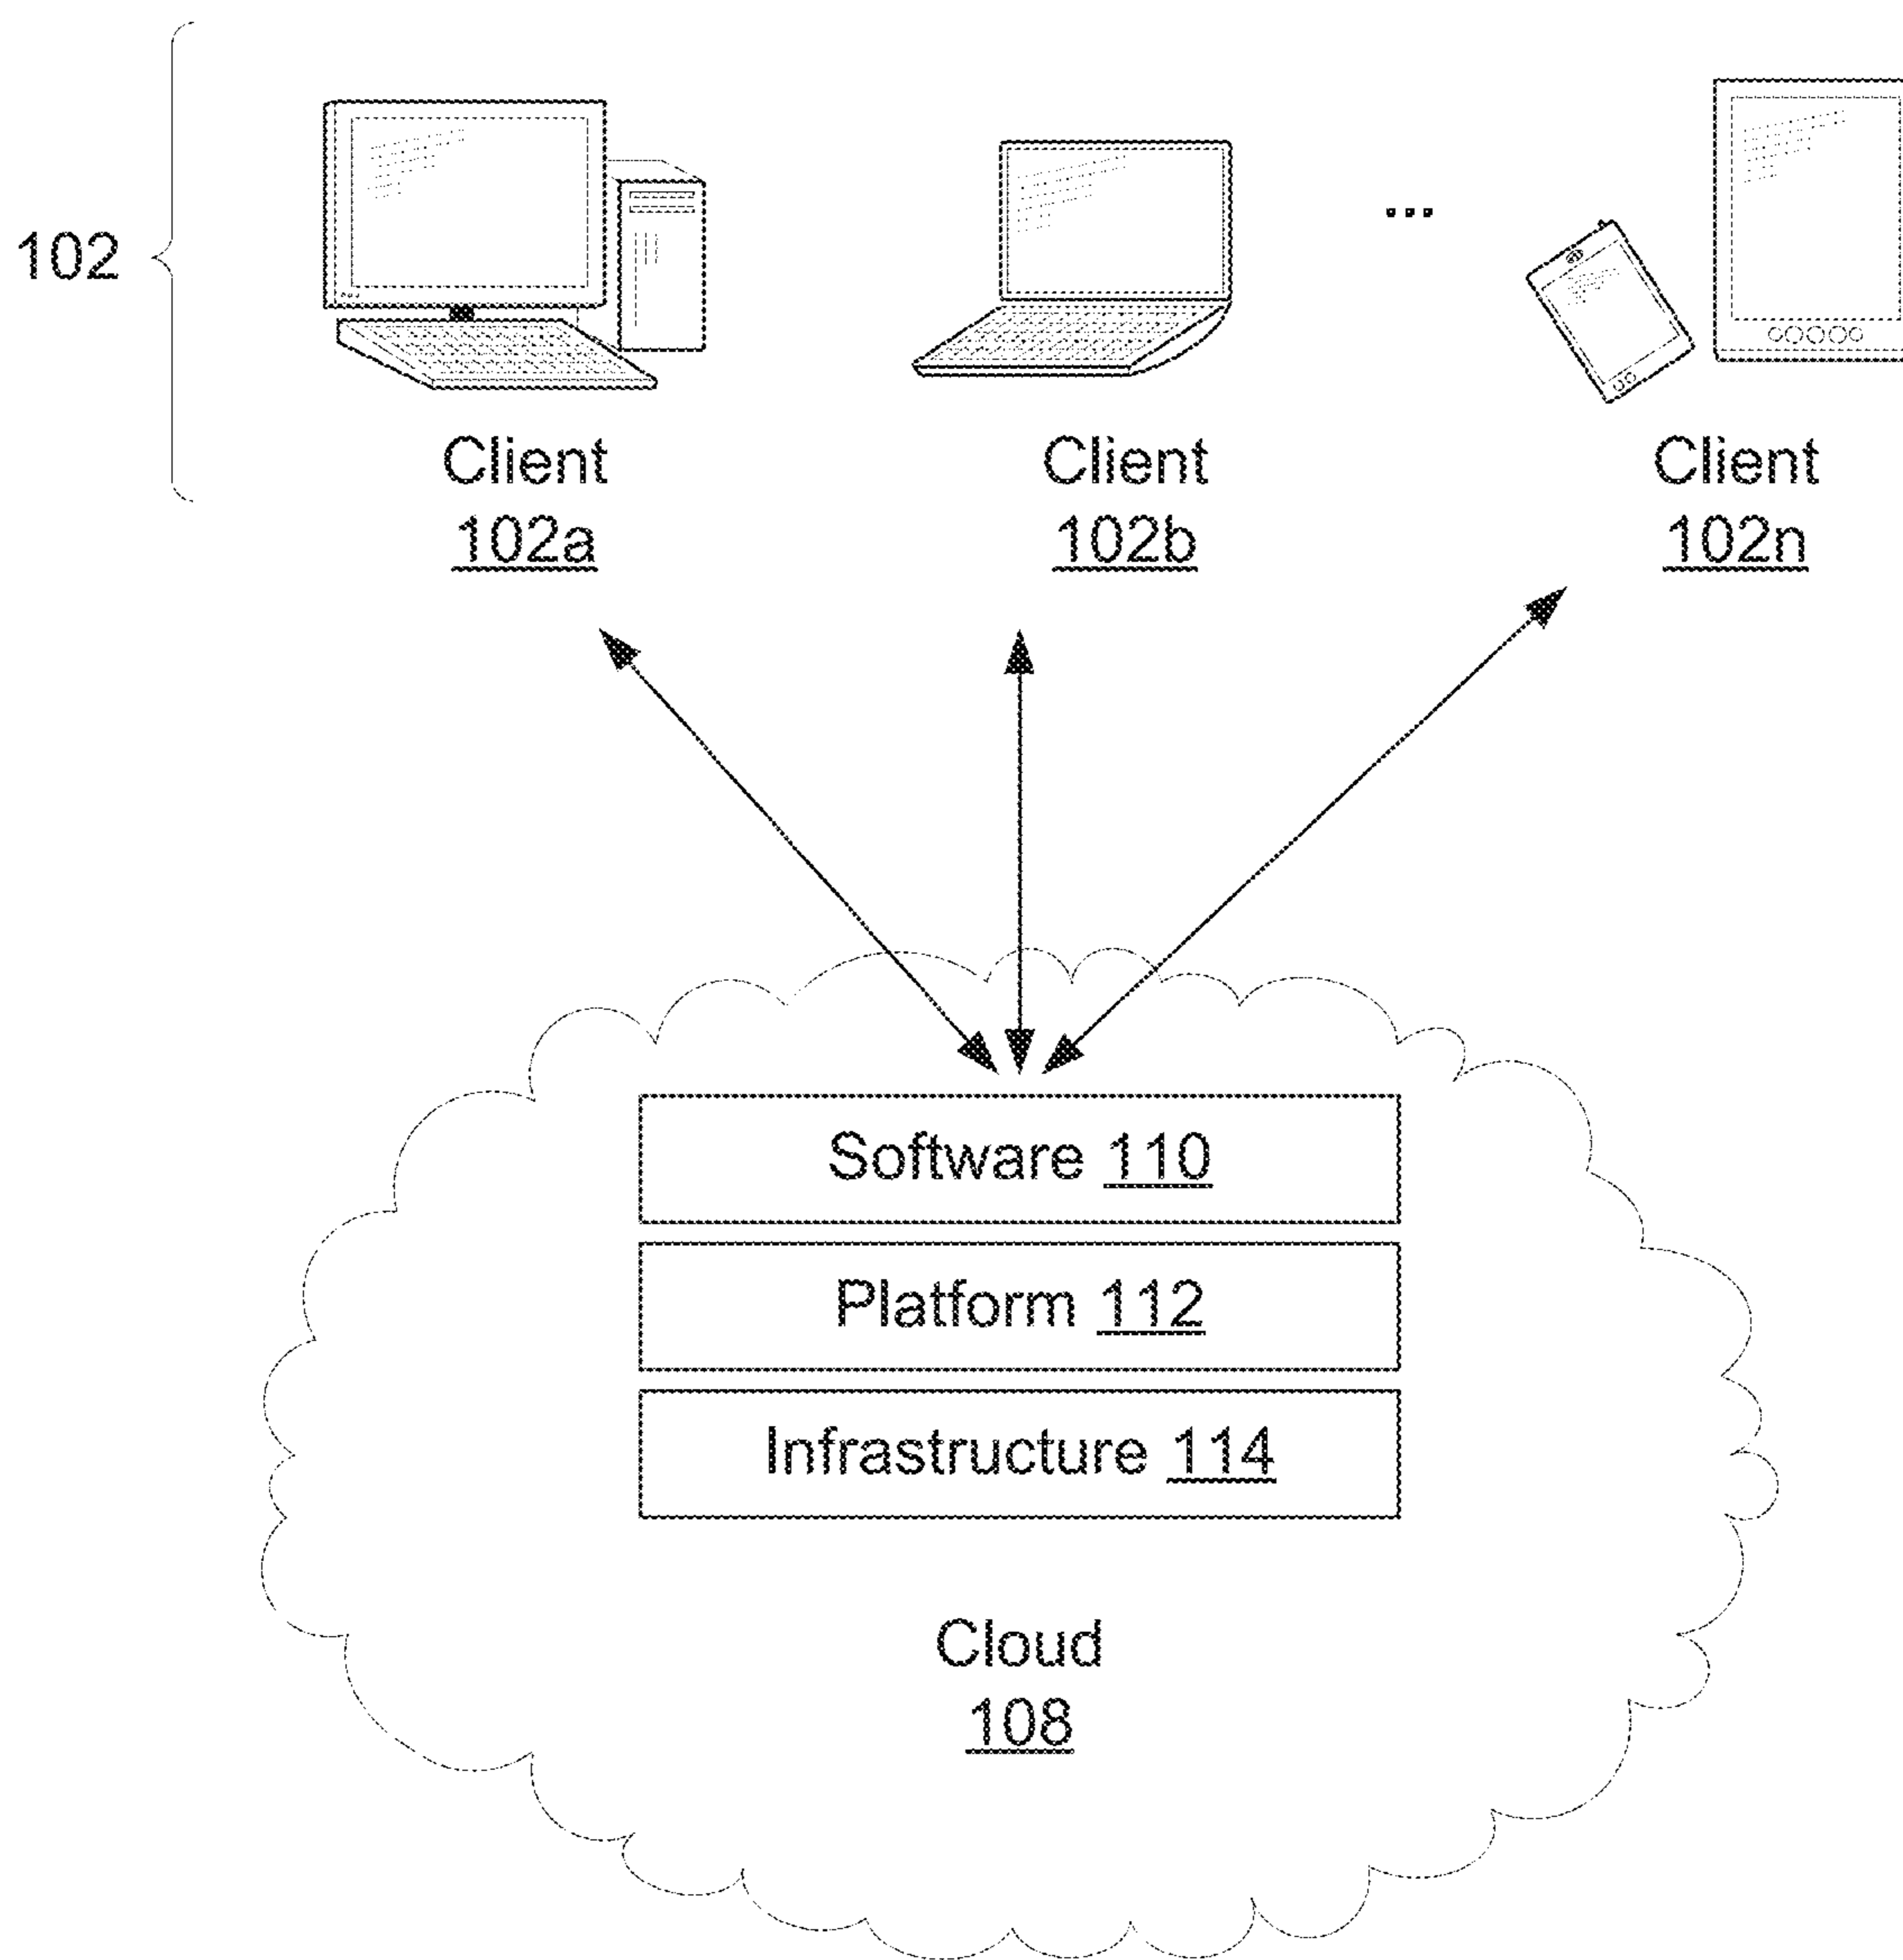 102
...
Client
102a
Client
102b
Client
102n
Software 110
Platform 112
Infrastructure 114
Cloud
108